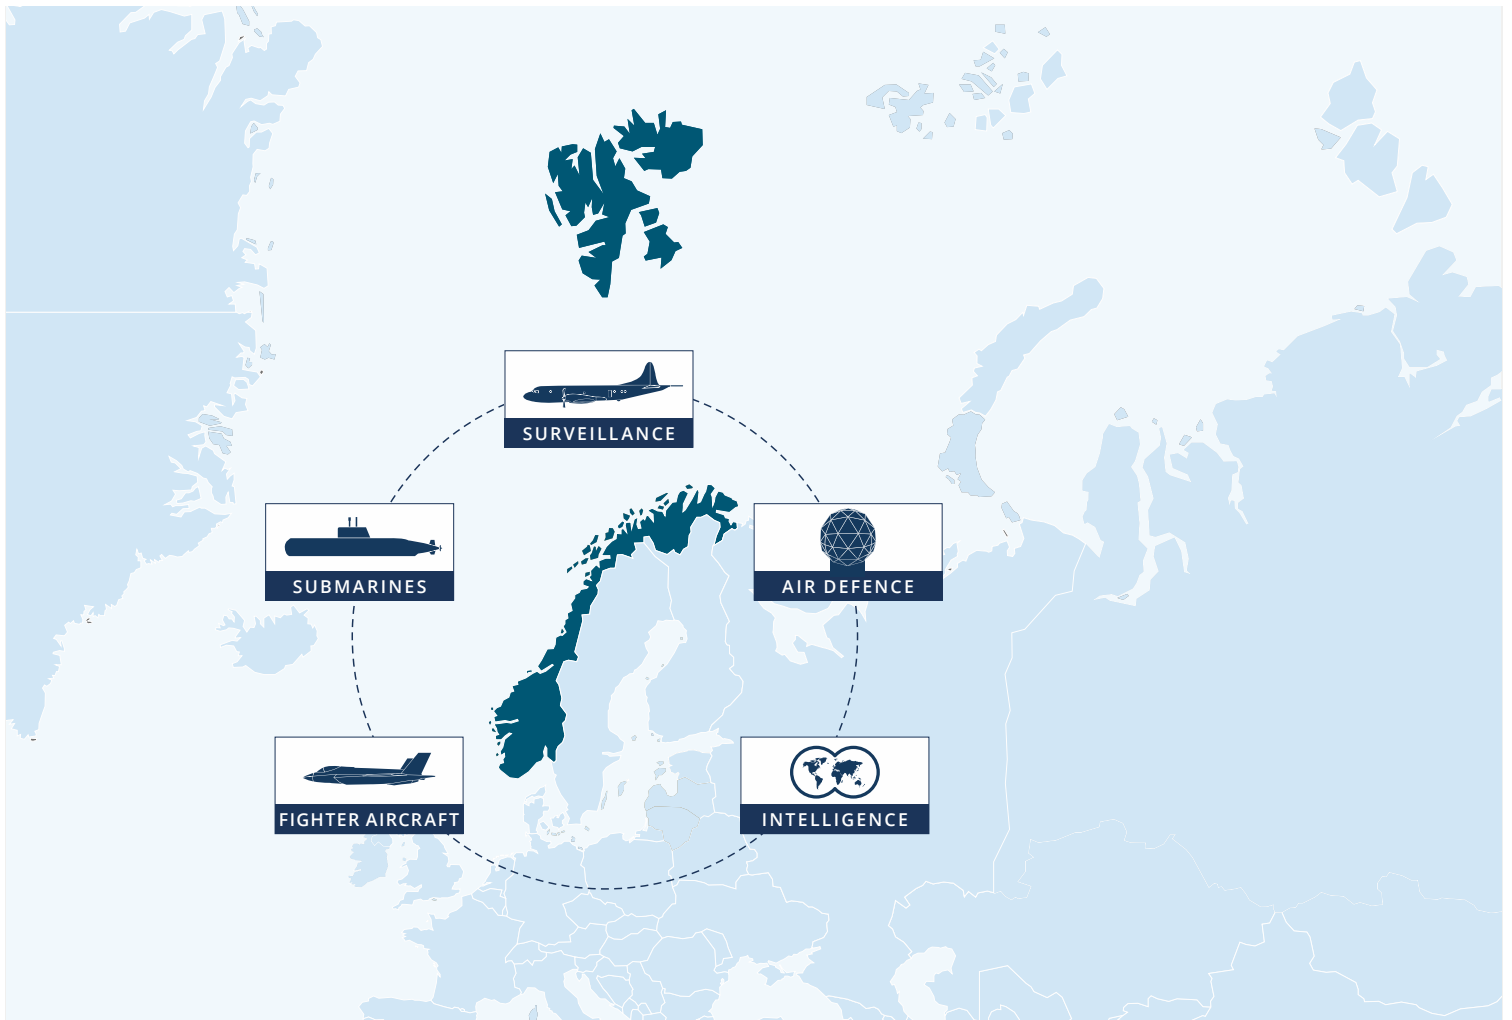 SURVEILLANCE
SUBMARINES
AIR DEFENCE
FIGHTER AIRCRAFT
INTELLIGENCE